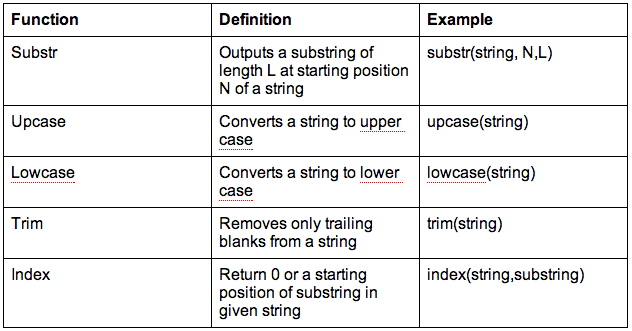 Function Definition Example
Substr Outputs a substring of substr(string, N,L)
length L at starting position
N of a string
Upcase Converts a string to upper upcase(string)
case
Lowcase Converts a string to lower lowcase(string)
case
Trim Removes only trailing trim(string)
blanks from a string
Index Return 0 or a starting index(string,substring)
position of substring in
given string